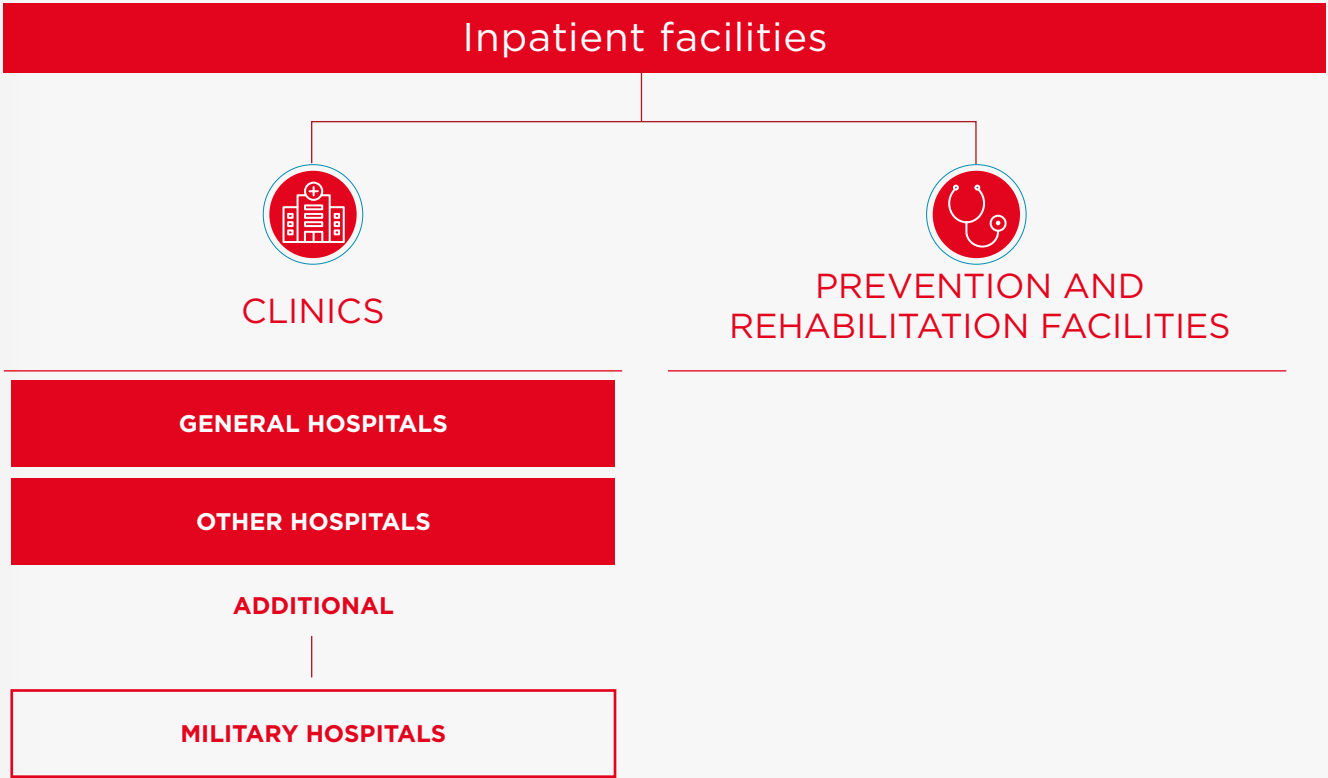 Inpatient facilities
CLINICS
PREVENTION AND
REHABILITATION FACILITIES
GENERAL HOSPITALS
OTHER HOSPITALS
ADDITIONAL
MILITARY HOSPITALS